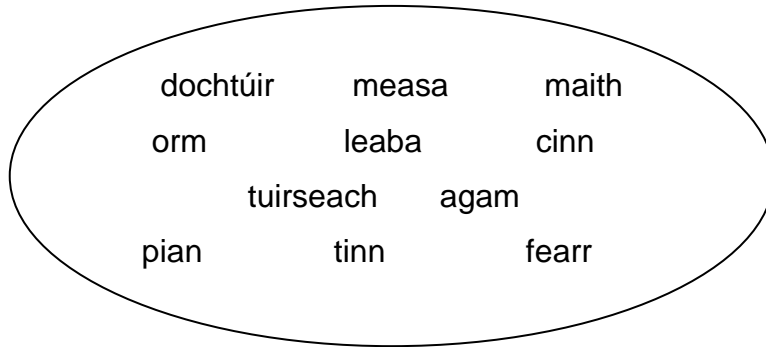 dochtúir measa maith
orm leaba cinn
tuirseach agam
pian tinn fearr